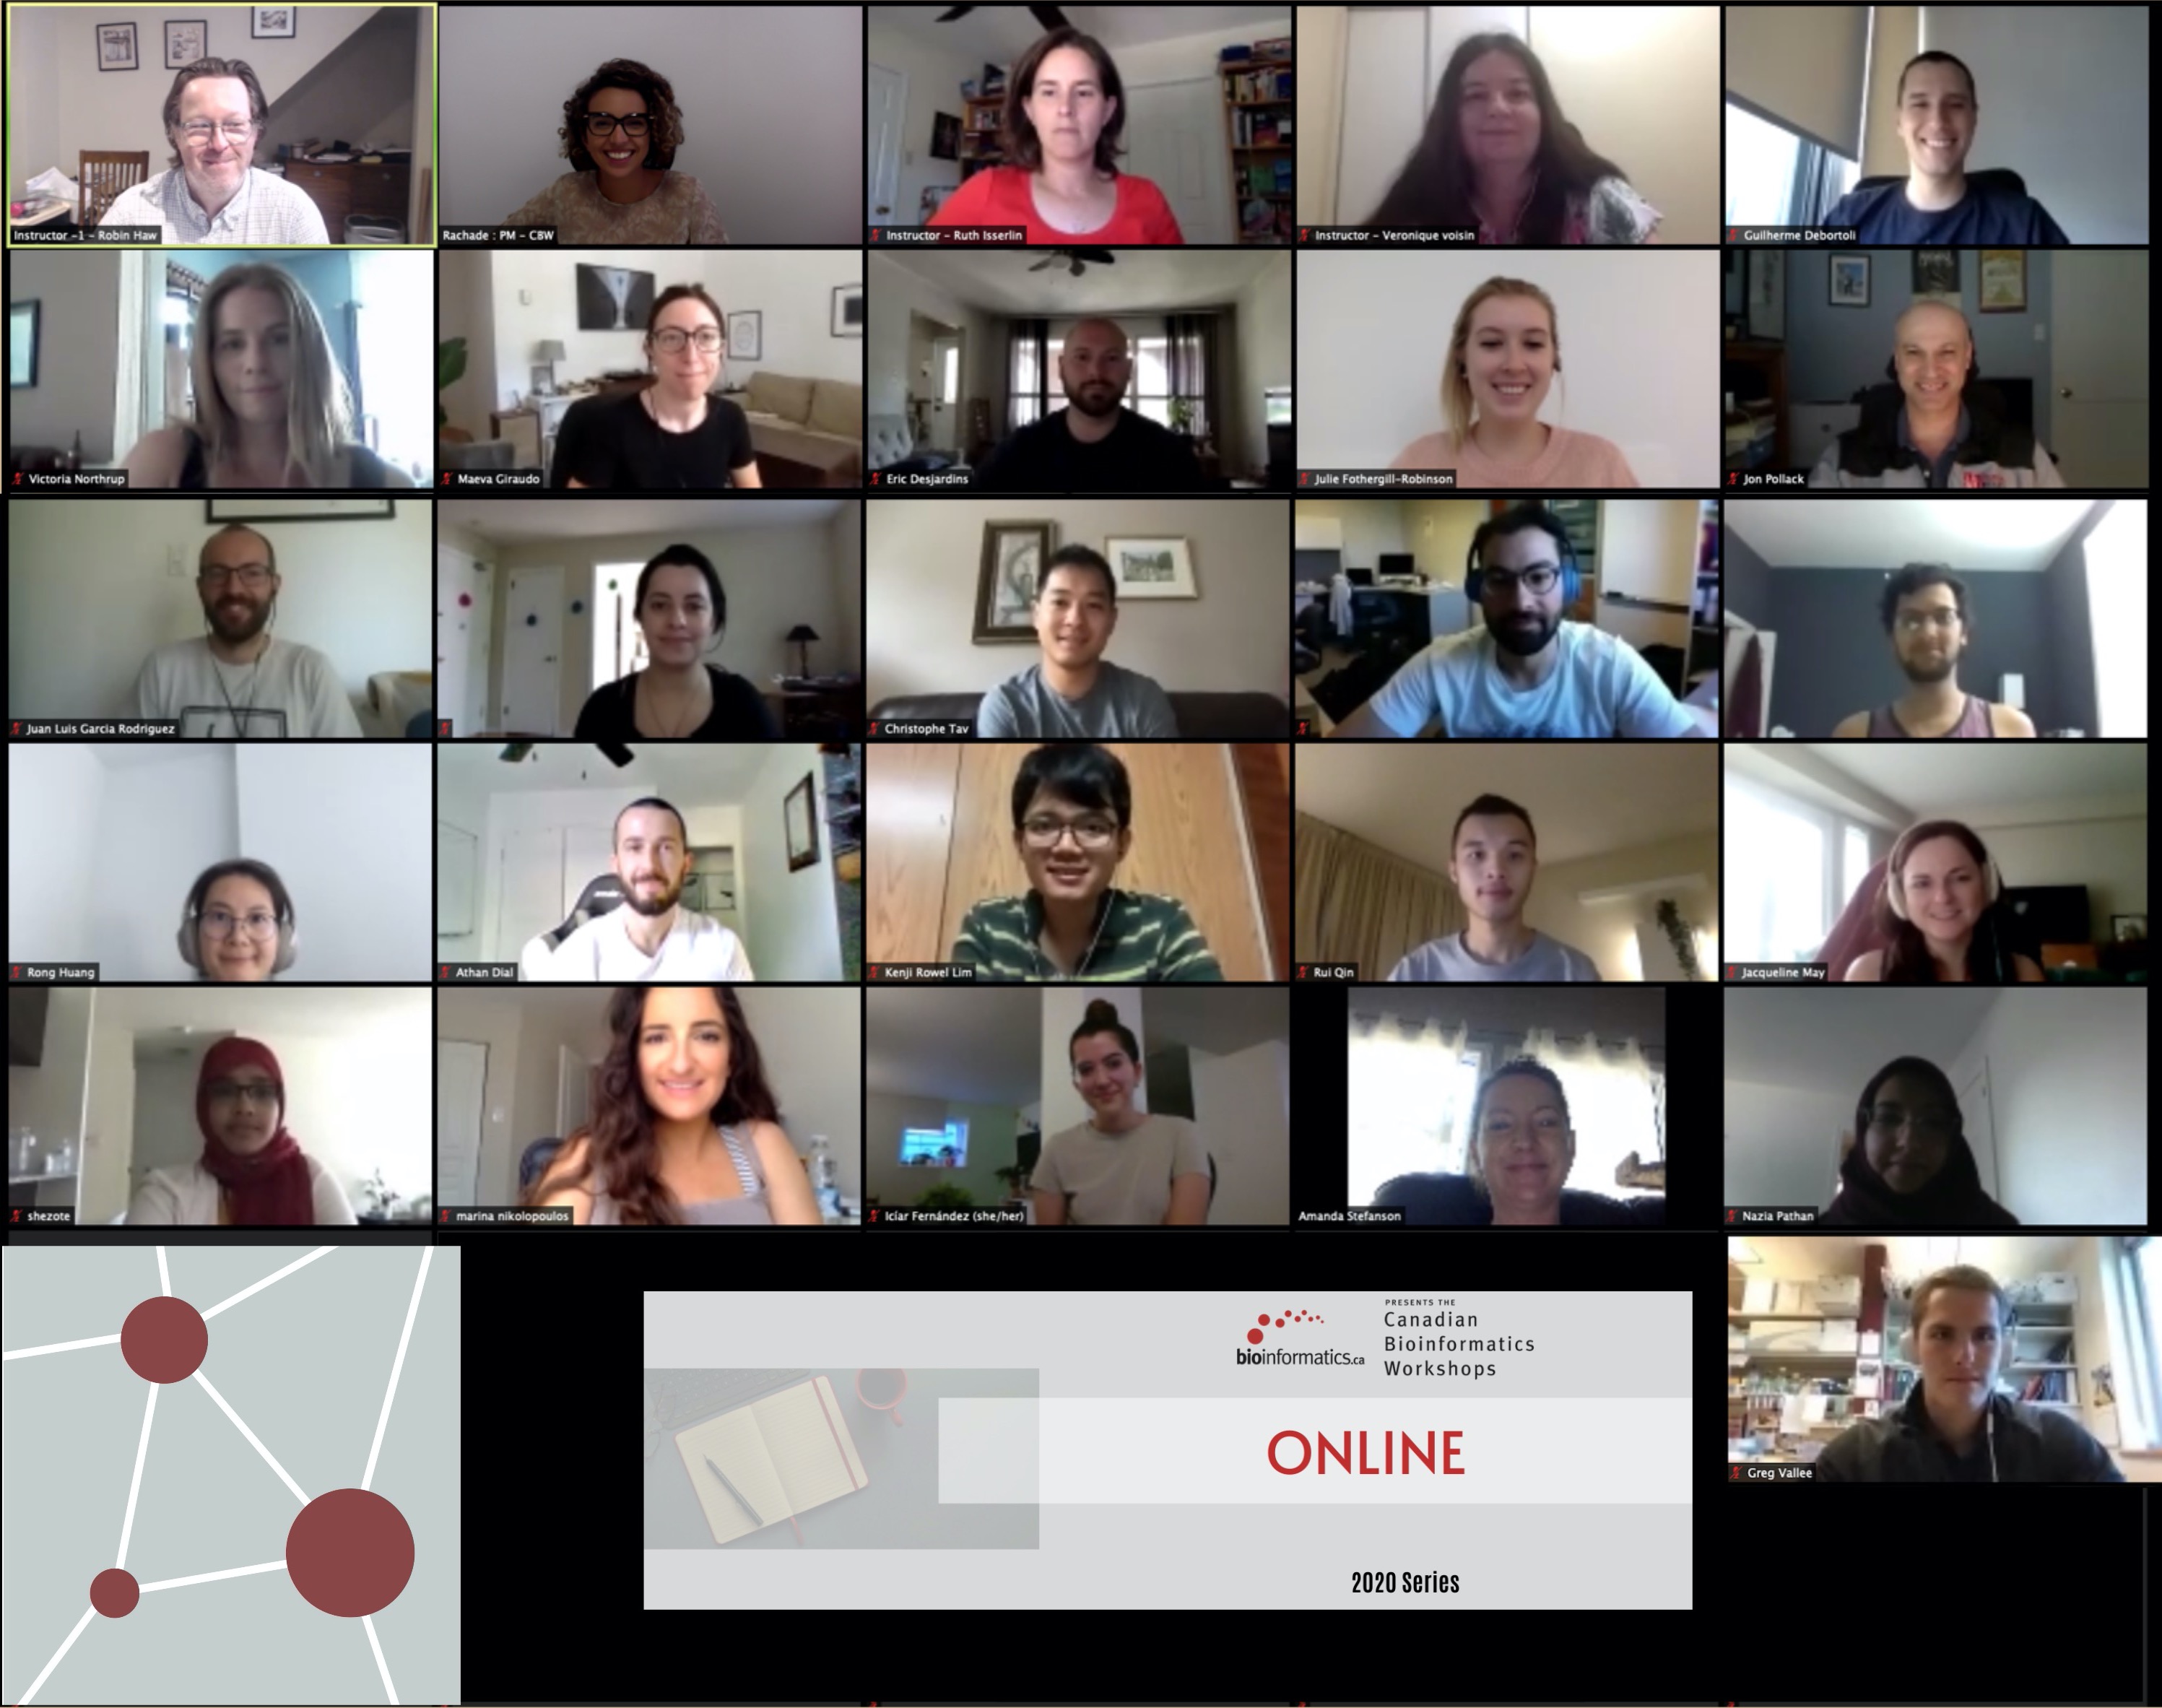 Instructor -1 - Robin Haw
Rachade : PM - CBW
Instructor - Ruth Isserlin
Instructor - Veronique voisin
Guilherme Debortoli
Victoria Northrup
Maeva Giraudo
Eric Desjardins
Julie Fothergill-Robinson
Jon Pollack
Juan Luis Garcia Rodriguez
Christophe Tav
Rong Huang
Athan Dial
Kenji Rowel Lim
Rui Qin
Jacqueline May
shezote
marina nikolopoulos
Icíar Fernández (she/her)
Amanda Stefanson
Nazia Pathan
Greg Vallee
bioinformatics.ca
PRESENTS THE
Canadian
Bioinformatics
Workshops
ONLINE
2020 Series